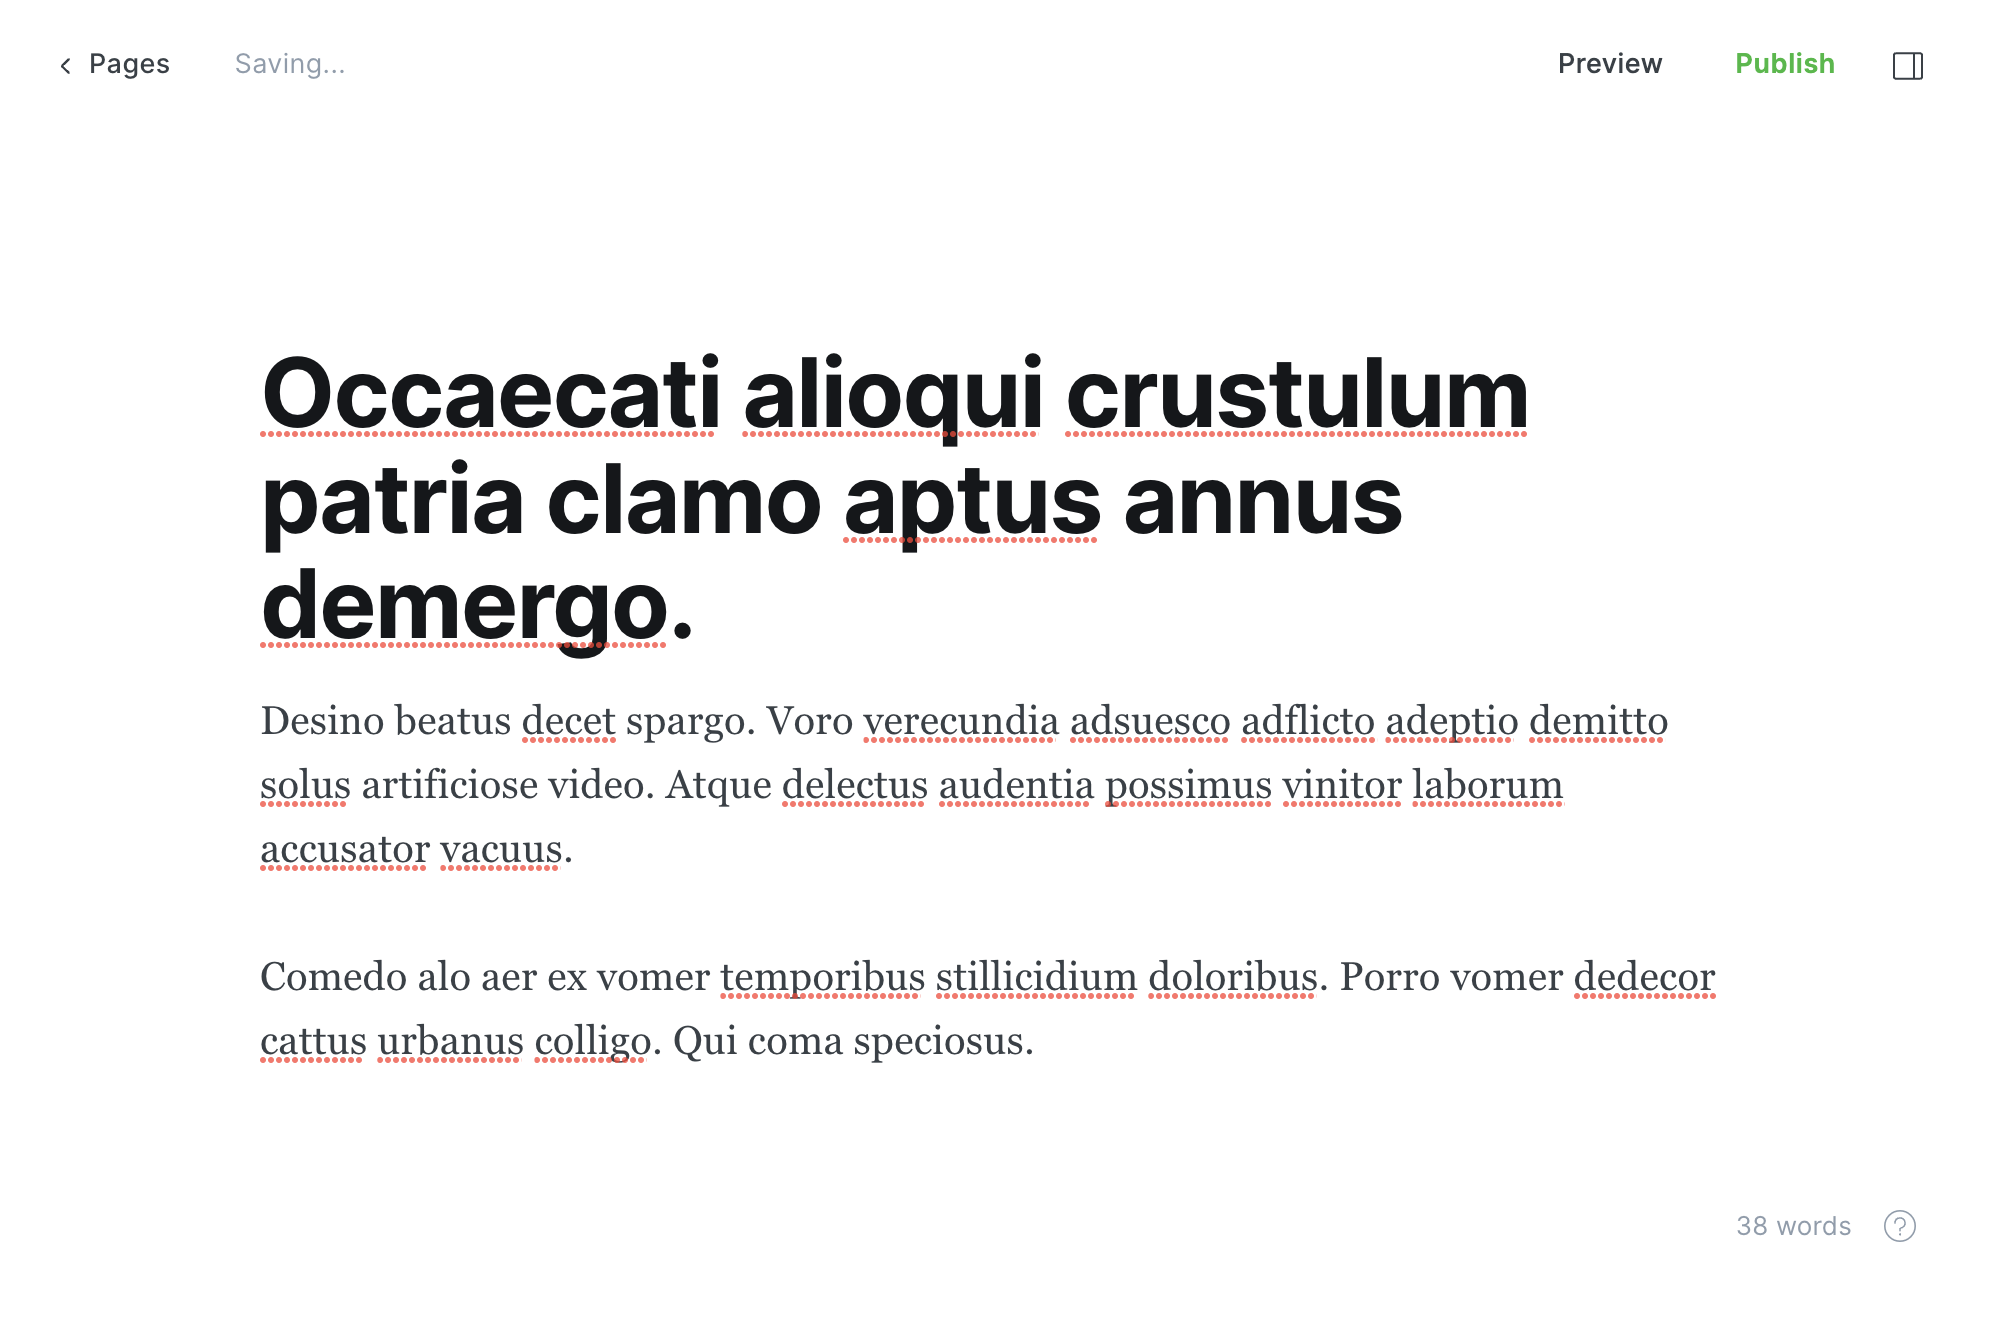 Pages Saving... Preview Publish
Occaecati alioqui crustulum
patria clamo aptus annus
demergo.
Desino beatus decet spargo. Voro verecundia adsuesco adflicto adeptio demitto
solus artificiose video. Atque delectus audentia possimus vinitor laborum
accusator vacuus.
Comedo alo aer ex vomer temporibus stillicidium doloribus. Porro vomer dedecor
cattus urbanus colligo. Qui coma speciosus.
38 words ?